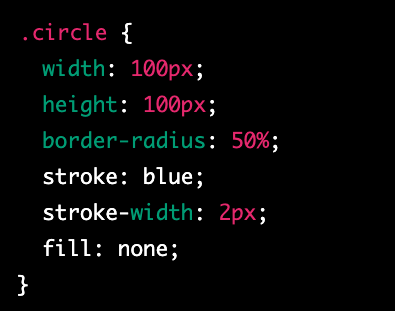 .circle {
  width: 100px;
  height: 100px;
  border-radius: 50%;
  stroke: blue;
  stroke-width: 2px;
  fill: none;
}